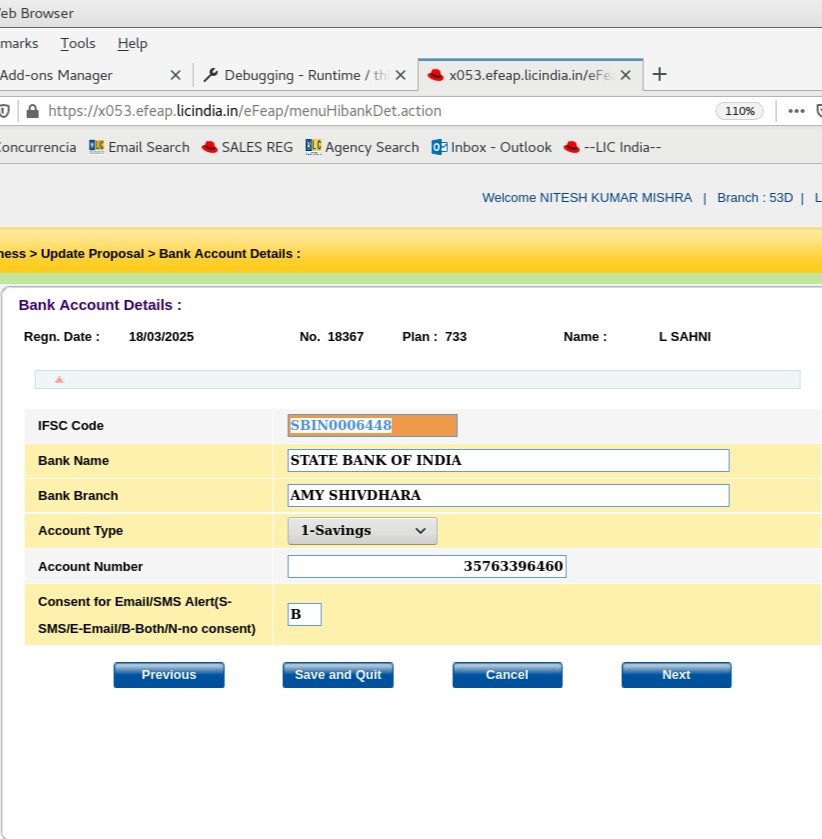 eb Browser
marks Tools Help
Add-ons Manager Debugging - Runtime / th x053.efeap.licindia.in/eFea
https://x053.efeap.licindia.in/eFeap/menuHibankDet.action 110%
oncurrencia Email Search SALES REG Agency Search Inbox - Outlook --LIC India--
Welcome NITESH KUMAR MISHRA | Branch : 53D | L
ness > Update Proposal > Bank Account Details :
Bank Account Details :
Regn. Date : 18/03/2025 No. 18367 Plan : 733 Name : L SAHNI
IFSC Code SBIN0006448
Bank Name STATE BANK OF INDIA
Bank Branch AMY SHIVDHARA
Account Type 1-Savings
Account Number 35763396460
Consent for Email/SMS Alert(S-
SMS/E-Email/B-Both/N-no consent) B
Previous Save and Quit Cancel Next